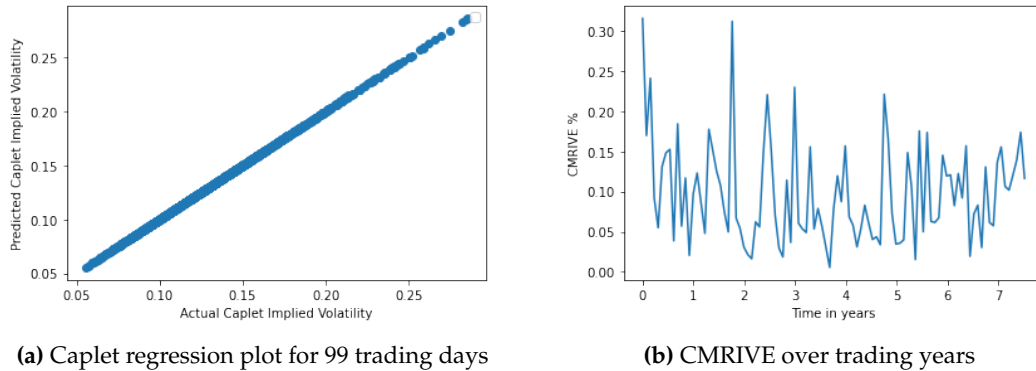 0.25
0.20
0.15
0.10
0.05
Predicted Caplet Implied Volatility
0.05 0.10 0.15 0.20 0.25
Actual Caplet Implied Volatility
(a) Caplet regression plot for 99 trading days
0.30
0.25
0.20
0.15
0.10
0.05
0.00
CMRIVE %
0 1 2 3 4 5 6 7
Time in years
(b) CMRIVE over trading years